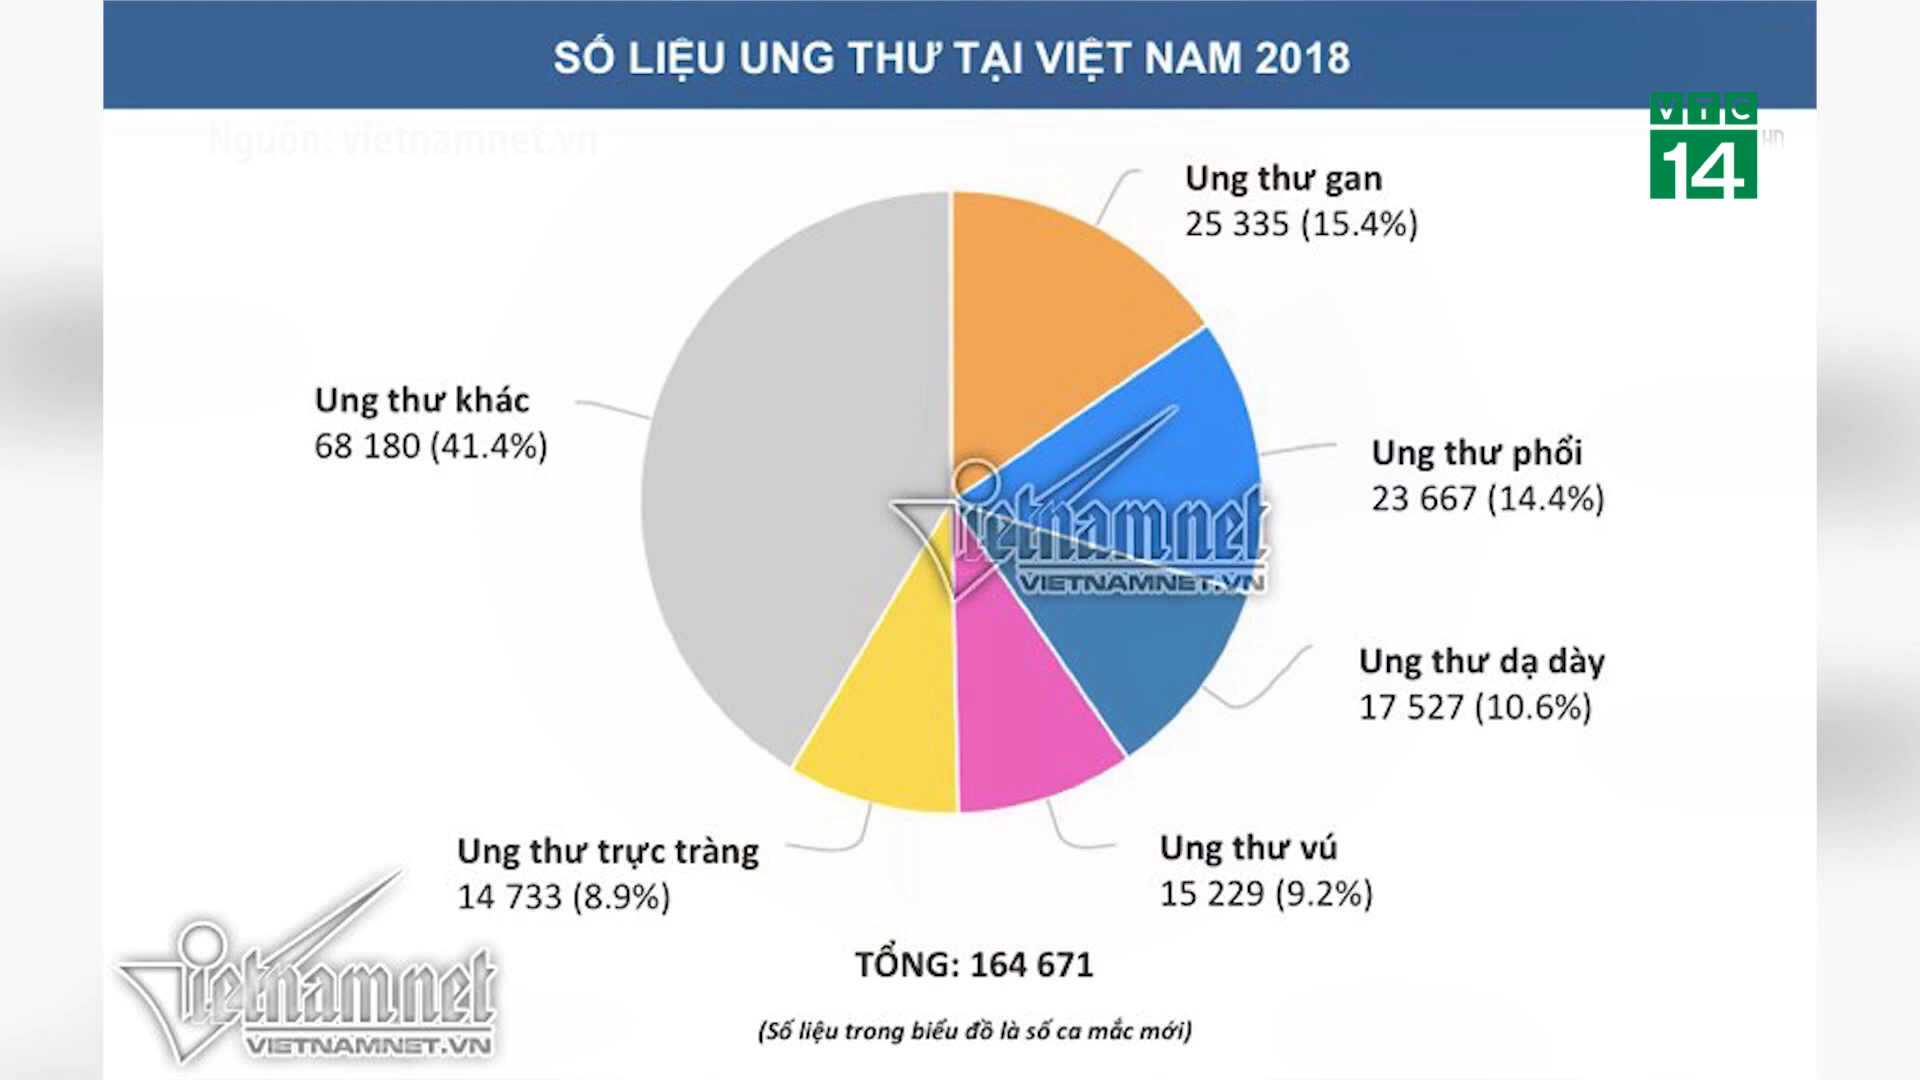 SỐ LIỆU UNG THƯ TẠI VIỆT NAM 2018
VTC
14
HD
Nguồn: vietnamnet.vn
Ung thư gan
25 335 (15.4%)
Ung thư khác
68 180 (41.4%)
Ung thư phổi
23 667 (14.4%)
vietnamnet
VIETNAMNET.VN
Ung thư dạ dày
17 527 (10.6%)
Ung thư trực tràng
14 733 (8.9%)
Ung thư vú
15 229 (9.2%)
vietnamnet
VIETNAMNET.VN
TỔNG: 164 671
(Số liệu trong biểu đồ là số ca mắc mới)